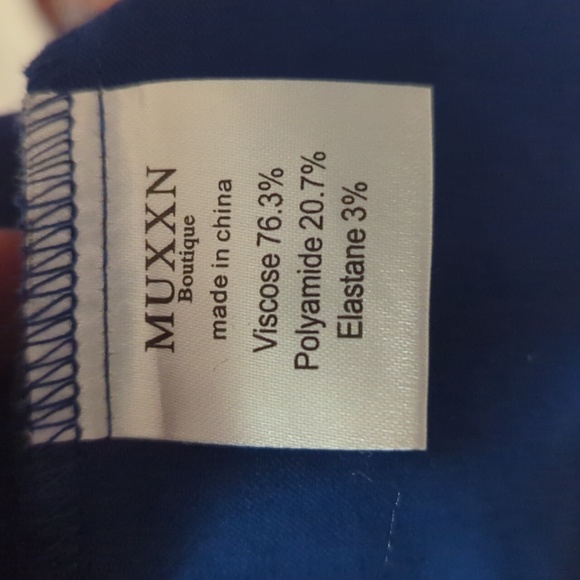 MUXXN
Boutique
made in china
Viscose 76.3%
Polyamide 20.7%
Elastane 3%